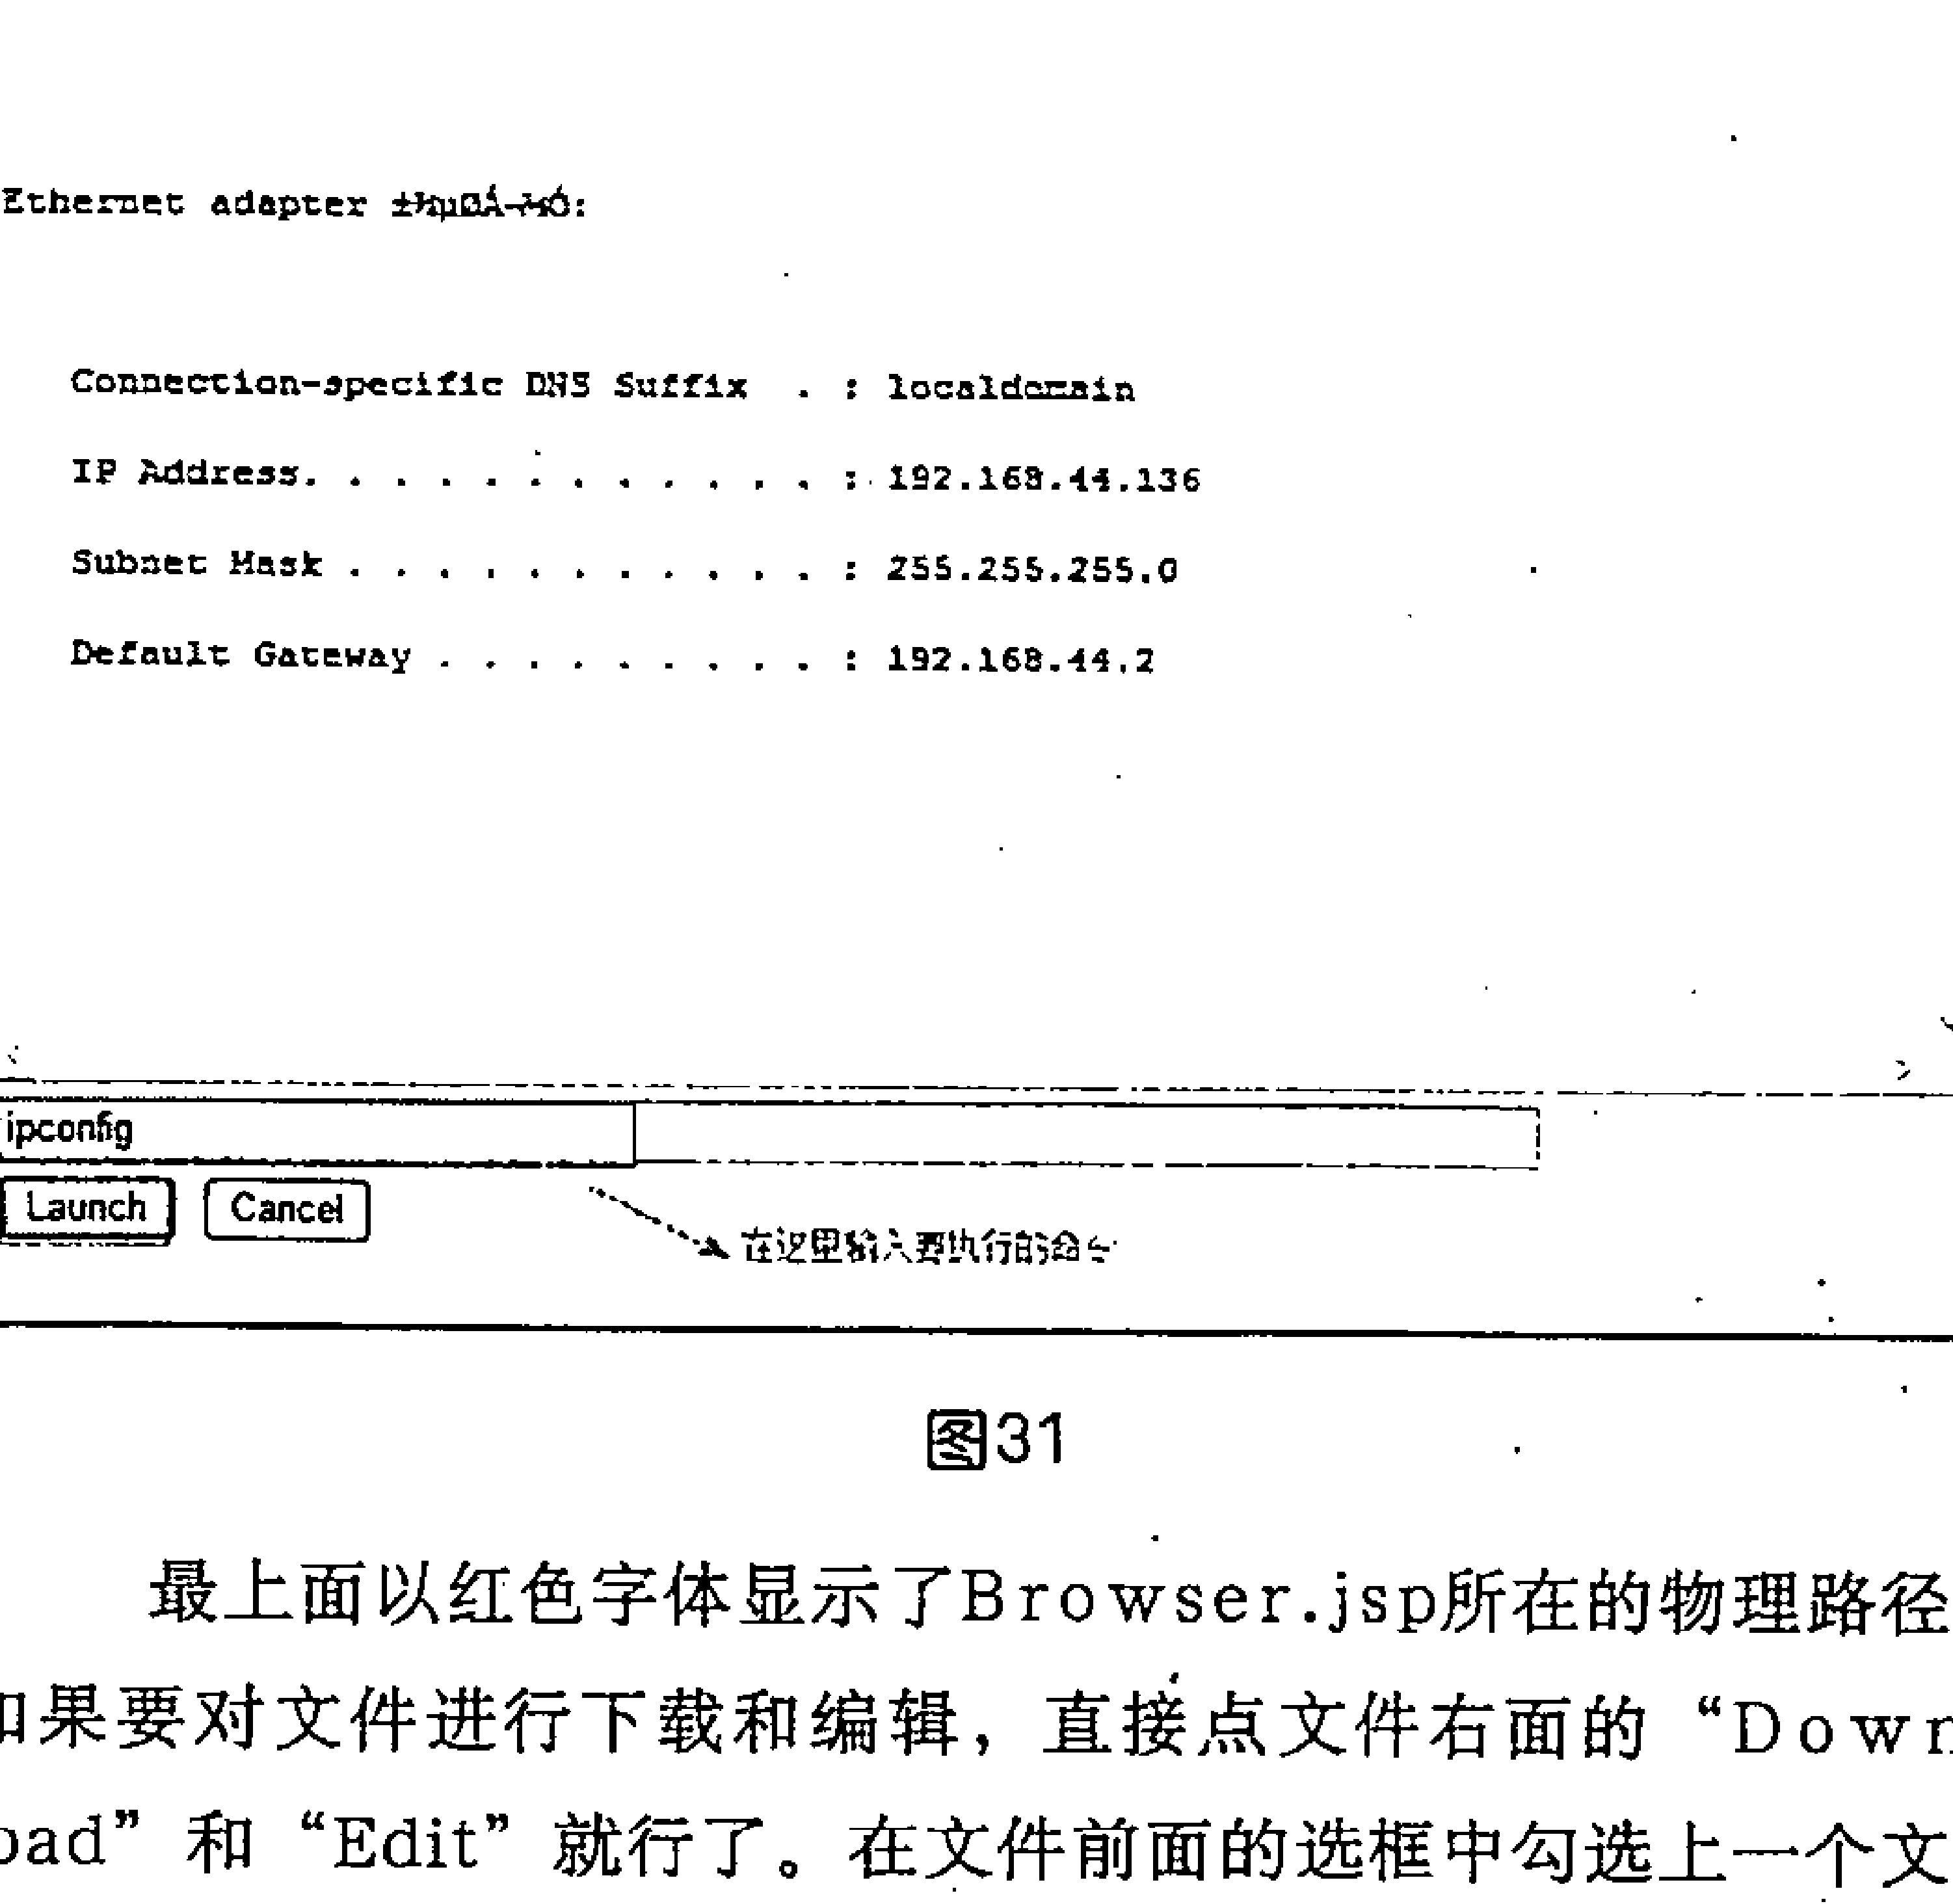 Ethernet adapter ±¾µØÁ¬½Ó:
Connection-specific DNS Suffix . : localdomain
IP Address. . . . . . . . . . . . : 192.168.44.136
Subnet Mask . . . . . . . . . . . : 255.255.255.0
Default Gateway . . . . . . . . . : 192.168.44.2
ipconfig
Launch Cancel
在这里输入要执行的命令
图31
最上面以红色字体显示了Browser.jsp所在的物理路径
如果要对文件进行下载和编辑，直接点文件右面的“Down
oad”和“Edit”就行了。在文件前面的选框中勾选上一个文